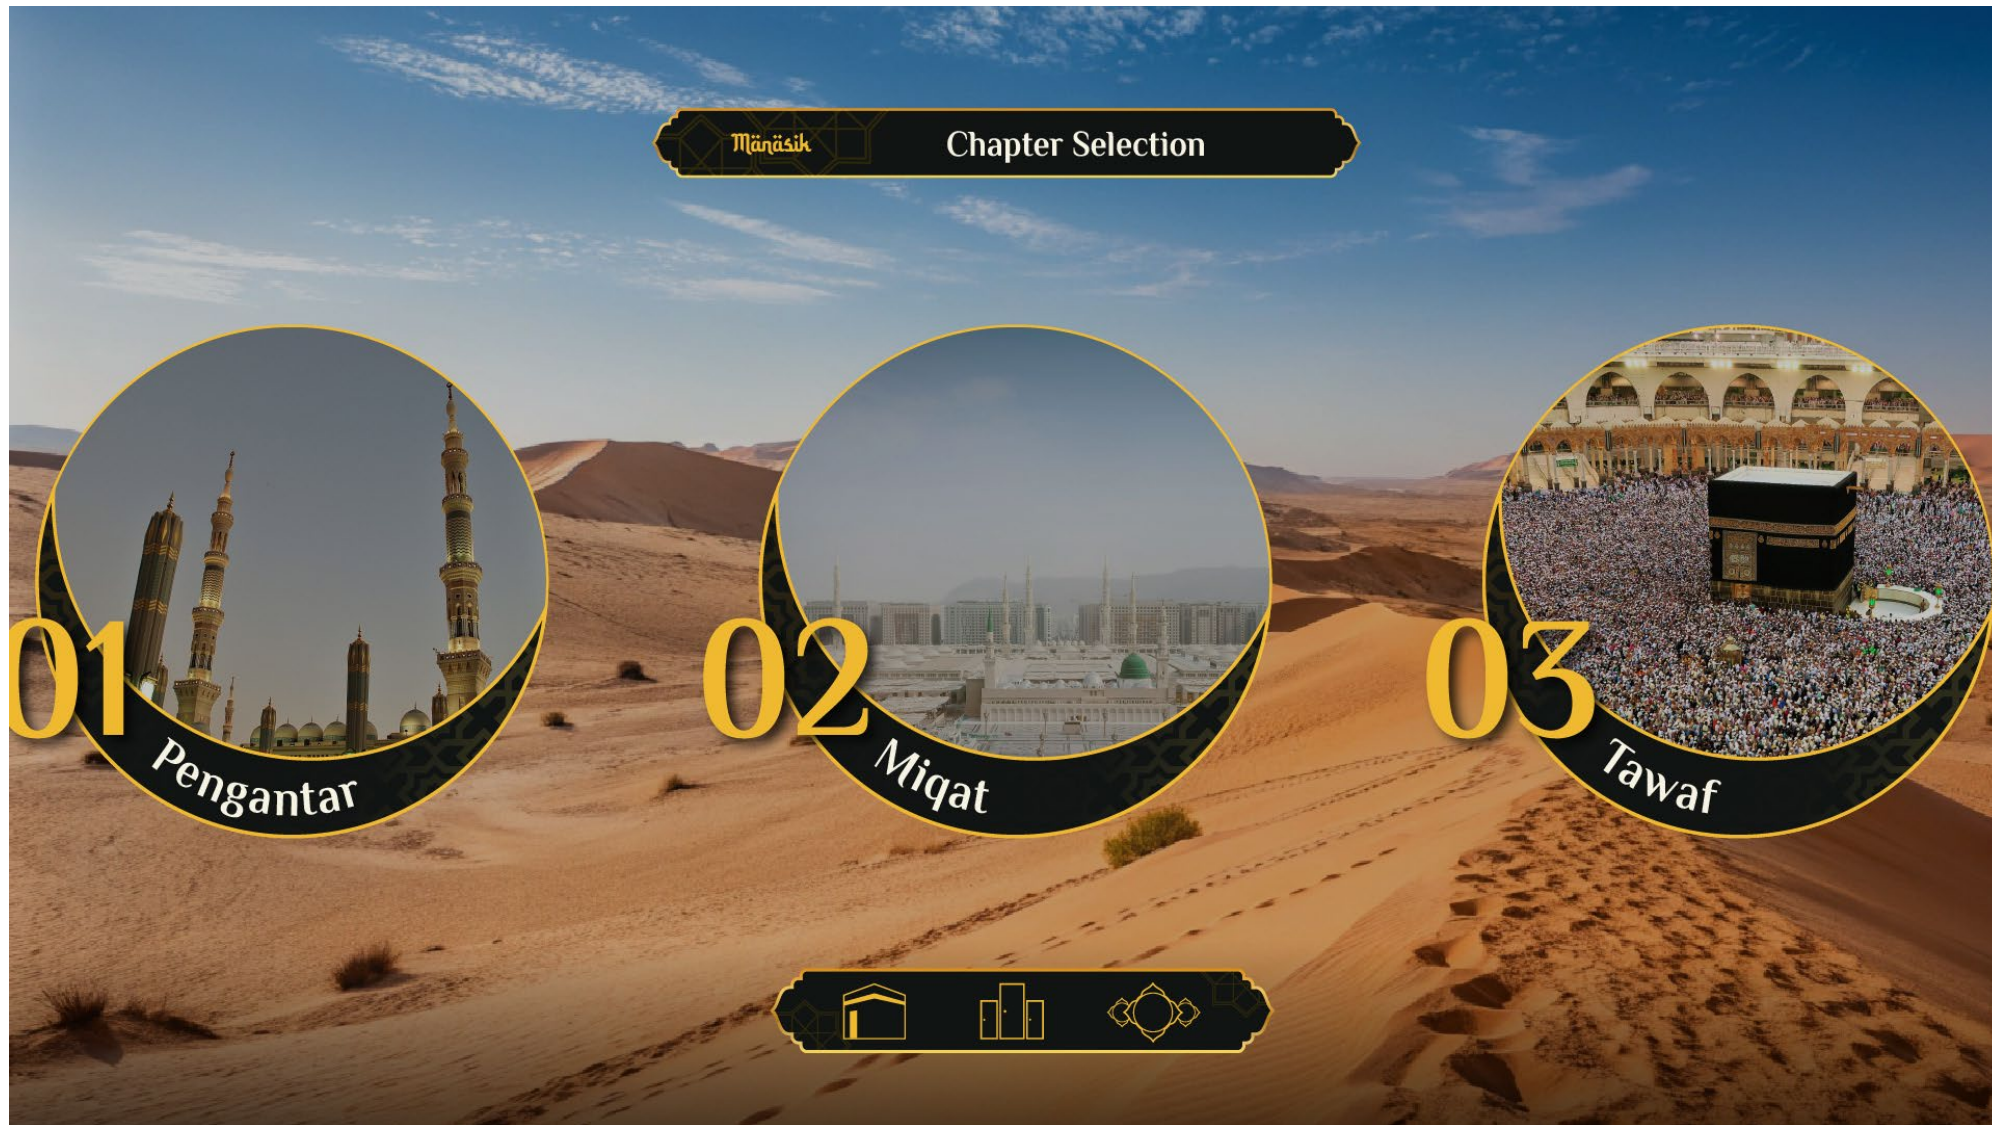 Mänäsik Chapter Selection
01
Pengantar
02
Miqat
03
Tawaf